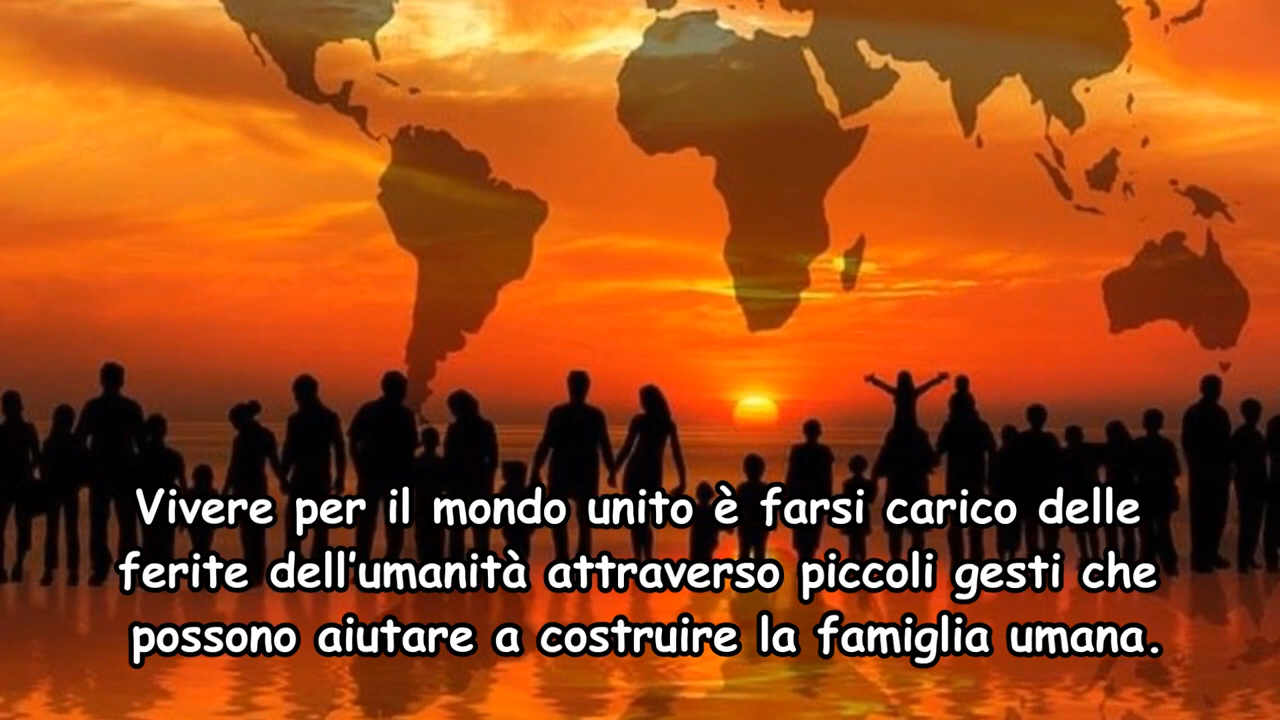 Vivere per il mondo unito è farsi carico delle
ferite dell'umanità attraverso piccoli gesti che
possono aiutare a costruire la famiglia umana.